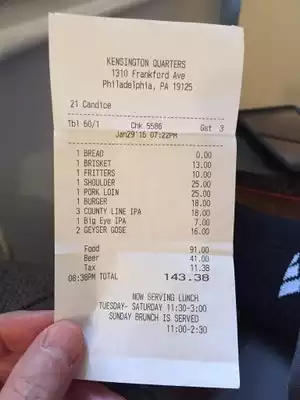 KENSINGTON QUARTERS
1310 Frankford Ave
Philadelphia, PA 19125
21 Candice
Tbl 60/1 Chk 5586 Gst 3
Jan29'16 07:22PM
1 BREAD 0.00
1 BRISKET 13.00
1 FRITTERS 10.00
1 SHOULDER 25.00
1 PORK LOIN 25.00
1 BURGER 18.00
3 COUNTY LINE IPA 18.00
1 Big Eye IPA 7.00
2 GEYSER GOSE 16.00
Food 91.00
Beer 41.00
Tax 11.38
08:38PM TOTAL 143.38
NOW SERVING LUNCH
TUESDAY- SATURDAY 11:30-3:00
SUNDAY BRUNCH IS SERVED
11:00-2:30